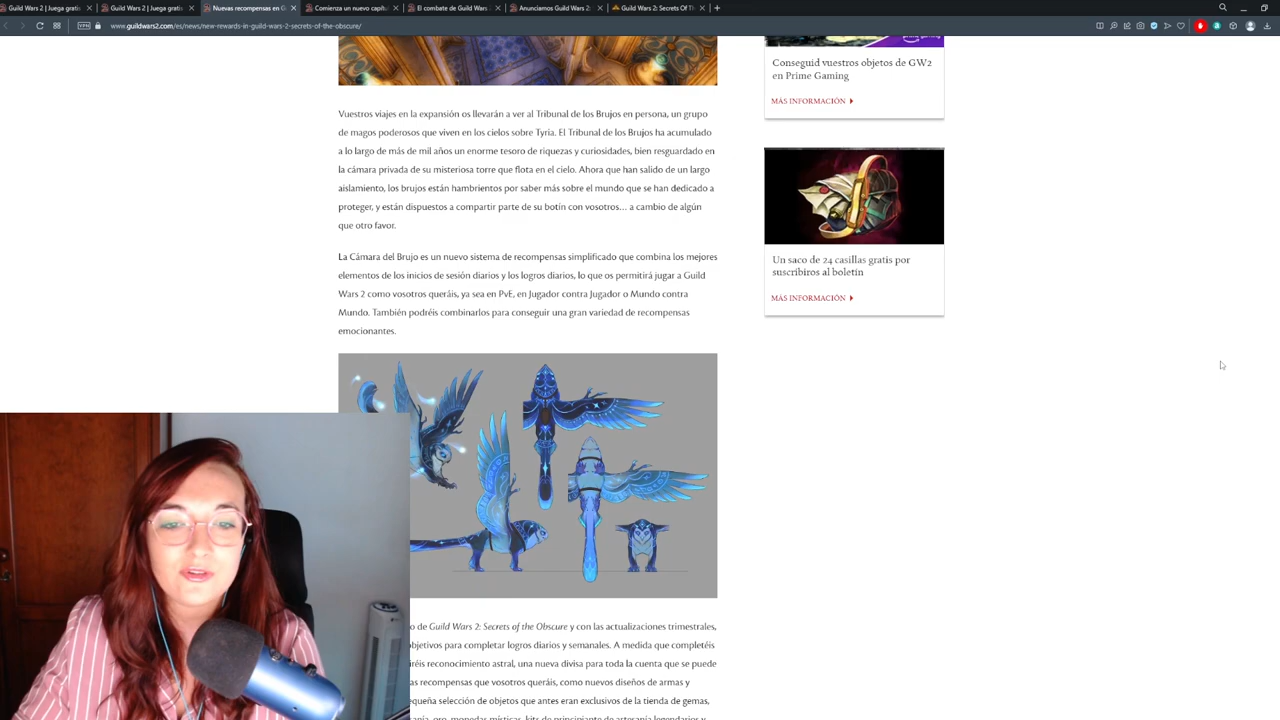 Guild Wars 2 | Juega grati
Guild Wars 2 | Juega gratis
Nuevas recompensas en G
Comienza un nuevo capítul
El combate de Guild Wars 2
Anunciamos Guild Wars 2:
Guild Wars 2: Secrets Of Th
VPN
www.guildwars2.com/es/news/new-rewards-in-guild-wars-2-secrets-of-the-obscure/
Vuestros viajes en la expansión os llevarán a ver al Tribunal de los Brujos en persona, un grupo
de magos poderosos que viven en los cielos sobre Tyria. El Tribunal de los Brujos ha acumulado
a lo largo de más de mil años un enorme tesoro de riquezas y curiosidades, bien resguardado en
la cámara privada de su misteriosa torre que flota en el cielo. Ahora que han salido de un largo
aislamiento, los brujos están hambrientos por saber más sobre el mundo que se han dedicado a
proteger, y están dispuestos a compartir parte de su botín con vosotros... a cambio de algún
que otro favor.
La Cámara del Brujo es un nuevo sistema de recompensas simplificado que combina los mejores
elementos de los inicios de sesión diarios y los logros diarios, lo que os permitirá jugar a Guild
Wars 2 como vosotros queráis, ya sea en PvE, en Jugador contra Jugador o Mundo contra
Mundo. También podréis combinarlos para conseguir una gran variedad de recompensas
emocionantes.
o de Guild Wars 2: Secrets of the Obscure y con las actualizaciones trimestrales,
objetivos para completar logros diarios y semanales. A medida que completéis
iréis reconocimiento astral, una nueva divisa para toda la cuenta que se puede
as recompensas que vosotros queráis, como nuevos diseños de armas y
equeña selección de objetos que antes eran exclusivos de la tienda de gemas,
oro, monedas místicas, kits de principiante de artesanía legendarios y
Conseguid vuestros objetos de GW2
en Prime Gaming
MÁS INFORMACIÓN
Un saco de 24 casillas gratis por
suscribiros al boletín
MÁS INFORMACIÓN